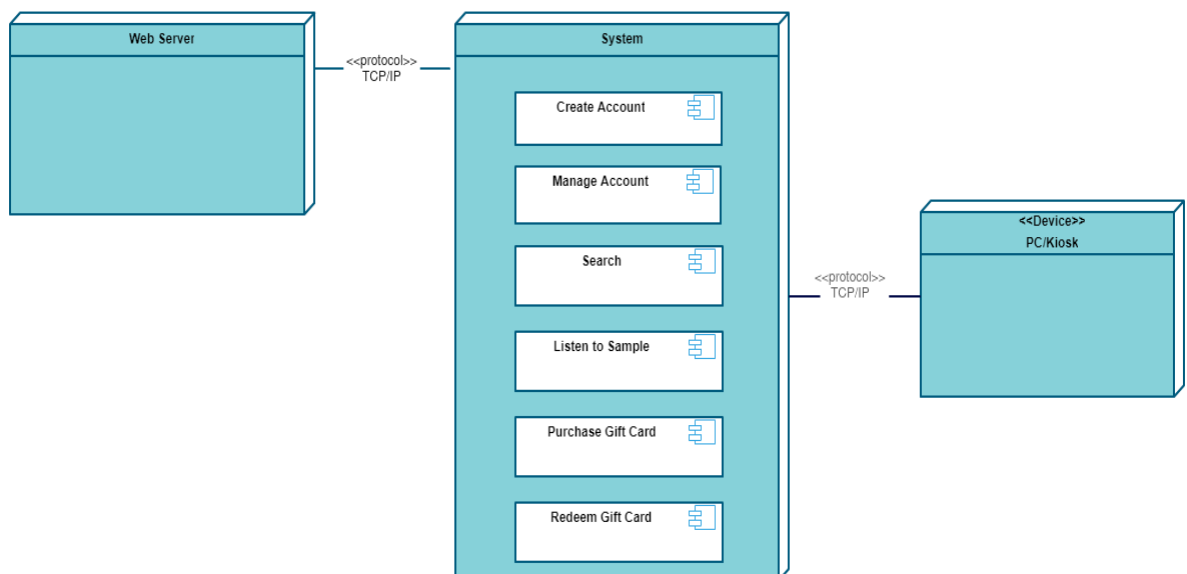 Web Server
<<protocol>>
TCP/IP
System
Create Account
Manage Account
Search
Listen to Sample
Purchase Gift Card
Redeem Gift Card
<<protocol>>
TCP/IP
<<Device>>
PC/Kiosk